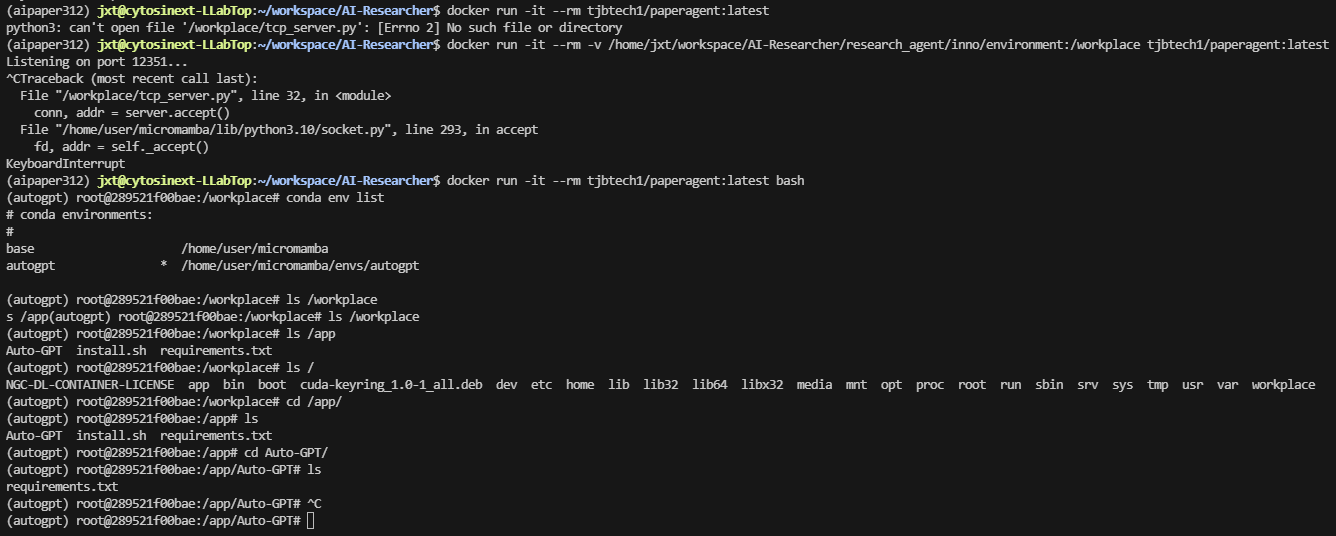 (aipaper312) jxt@cytosinext-LLabTop:~/workspace/AI-Researcher$ docker run -it --rm tjbtech1/paperagent:latest
python3: can't open file '/workplace/tcp_server.py': [Errno 2] No such file or directory
(aipaper312) jxt@cytosinext-LLabTop:~/workspace/AI-Researcher$ docker run -it --rm -v /home/jxt/workspace/AI-Researcher/research_agent/inno/environment:/workplace tjbtech1/paperagent:latest
Listening on port 12351...
^CTraceback (most recent call last):
  File "/workplace/tcp_server.py", line 32, in <module>
    conn, addr = server.accept()
  File "/home/user/micromamba/lib/python3.10/socket.py", line 293, in accept
    fd, addr = self._accept()
KeyboardInterrupt
(aipaper312) jxt@cytosinext-LLabTop:~/workspace/AI-Researcher$ docker run -it --rm tjbtech1/paperagent:latest bash
(autogpt) root@289521f00bae:/workplace# conda env list
# conda environments:
#
base                     /home/user/micromamba
autogpt               *  /home/user/micromamba/envs/autogpt

(autogpt) root@289521f00bae:/workplace# ls /workplace
s /app(autogpt) root@289521f00bae:/workplace# ls /workplace
(autogpt) root@289521f00bae:/workplace# ls /app
Auto-GPT  install.sh  requirements.txt
(autogpt) root@289521f00bae:/workplace# ls /
NGC-DL-CONTAINER-LICENSE  app  bin  boot  cuda-keyring_1.0-1_all.deb  dev  etc  home  lib  lib32  lib64  libx32  media  mnt  opt  proc  root  run  sbin  srv  sys  tmp  usr  var  workplace
(autogpt) root@289521f00bae:/workplace# cd /app/
(autogpt) root@289521f00bae:/app# ls
Auto-GPT  install.sh  requirements.txt
(autogpt) root@289521f00bae:/app# cd Auto-GPT/
(autogpt) root@289521f00bae:/app/Auto-GPT# ls
requirements.txt
(autogpt) root@289521f00bae:/app/Auto-GPT# ^C
(autogpt) root@289521f00bae:/app/Auto-GPT#